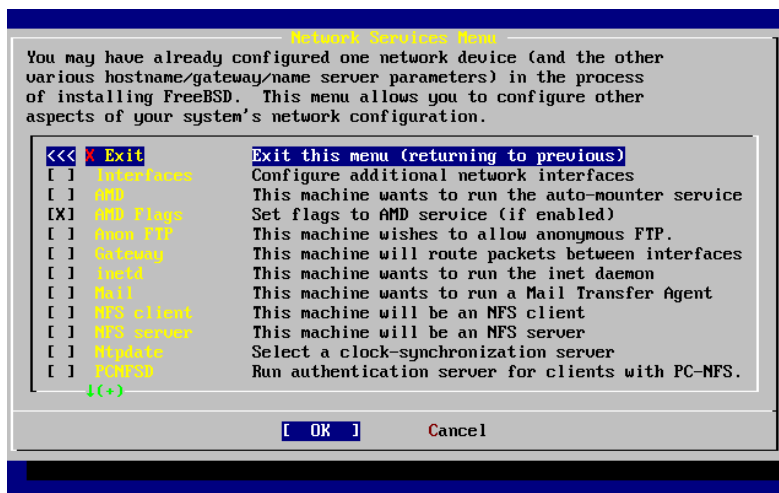 Network Services Menu
You may have already configured one network device (and the other
various hostname/gateway/name server parameters) in the process
of installing FreeBSD.  This menu allows you to configure other
aspects of your system's network configuration.
<<< X Exit Exit this menu (returning to previous)
[ ] Interfaces Configure additional network interfaces
[ ] AMD This machine wants to run the auto-mounter service
[X] AMD Flags Set flags to AMD service (if enabled)
[ ] Anon FTP This machine wishes to allow anonymous FTP.
[ ] Gateway This machine will route packets between interfaces
[ ] inetd This machine wants to run the inet daemon
[ ] Mail This machine wants to run a Mail Transfer Agent
[ ] NFS client This machine will be an NFS client
[ ] NFS server This machine will be an NFS server
[ ] Ntpdate Select a clock-synchronization server
[ ] PCNFSD Run authentication server for clients with PC-NFS.
↓(+)
[ OK ] Cancel